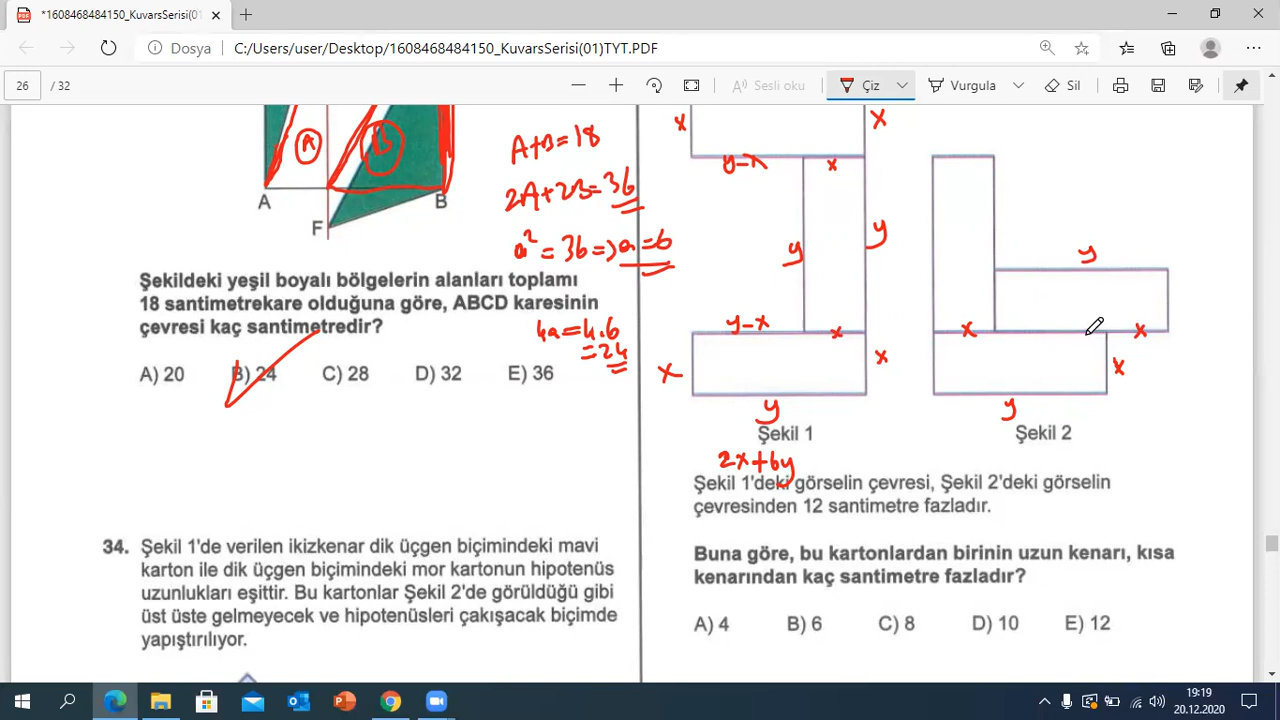 *1608468484150_KuvarsSerisi(01)
Dosya
C:/Users/user/Desktop/1608468484150_KuvarsSerisi(01)TYT.PDF
26 / 32
Sesli oku
Çiz
Vurgula
Sil
A
B
A
F
B
A+B=18
2A+2B=36
a²=36=>a=6
Şekildeki yeşil boyalı bölgelerin alanları toplamı
18 santimetrekare olduğuna göre, ABCD karesinin
çevresi kaç santimetredir?
4a=4.6
=24
A) 20 B) 24 C) 28 D) 32 E) 36
34. Şekil 1'de verilen ikizkenar dik üçgen biçimindeki mavi
karton ile dik üçgen biçimindeki mor kartonun hipotenüs
uzunlukları eşittir. Bu kartonlar Şekil 2'de görüldüğü gibi
üst üste gelmeyecek ve hipotenüsleri çakışacak biçimde
yapıştırılıyor.
x x
y-x x
y y
y-x x
x x
y
Şekil 1
2x+6y
y
x x
x
y
Şekil 2
Şekil 1'deki görselin çevresi, Şekil 2'deki görselin
çevresinden 12 santimetre fazladır.
Buna göre, bu kartonlardan birinin uzun kenarı, kısa
kenarından kaç santimetre fazladır?
A) 4 B) 6 C) 8 D) 10 E) 12
19:19
20.12.2020